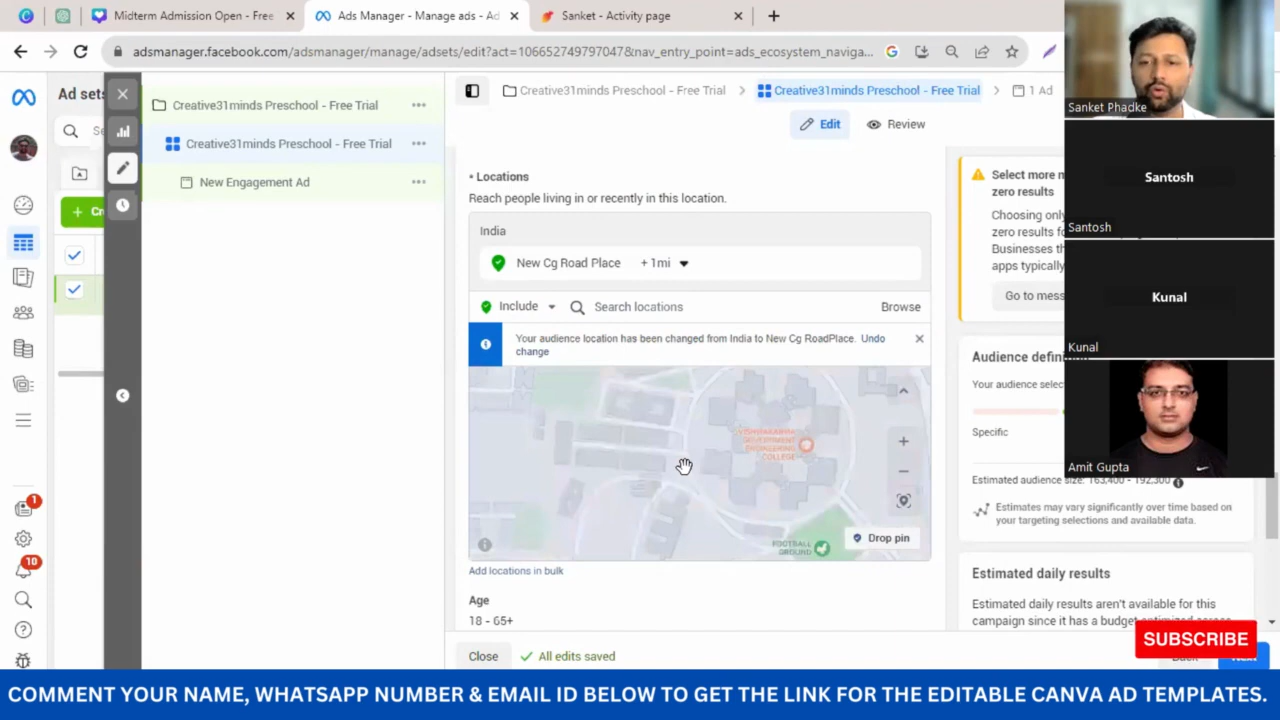 Midterm Admission Open - Free
Ads Manager - Manage ads - Ad
Sanket - Activity page
adsmanager.facebook.com/adsmanager/manage/adsets/edit?act=106652749797047&nav_entry_point=ads_ecosystem_naviga...
Ad sets
Creative31minds Preschool - Free Trial
Creative31minds Preschool - Free Trial
New Engagement Ad
Creative31minds Preschool - Free Trial
Creative31minds Preschool - Free Trial
1 Ad
Edit
Review
Locations
Reach people living in or recently in this location.
India
New Cg Road Place + 1mi
Include
Search locations
Browse
Your audience location has been changed from India to New Cg RoadPlace. Undo
change
VISHWAKARMA
GOVERNMENT
ENGINEERING
COLLEGE
FOOTBALL
GROUND
Drop pin
Add locations in bulk
Age
18 - 65+
Close
All edits saved
Select more m
zero results
Choosing only
zero results fo
Businesses th
apps typically
Go to mess
Audience defini
Your audience selec
Specific
Estimated audience size: 163,400 - 192,300
Estimates may vary significantly over time based on
your targeting selections and available data.
Estimated daily results
Estimated daily results aren't available for this
1
10
Sanket Phadke
Santosh
Santosh
Kunal
Kunal
Amit Gupta
SUBSCRIBE
COMMENT YOUR NAME, WHATSAPP NUMBER & EMAIL ID BELOW TO GET THE LINK FOR THE EDITABLE CANVA AD TEMPLATES.